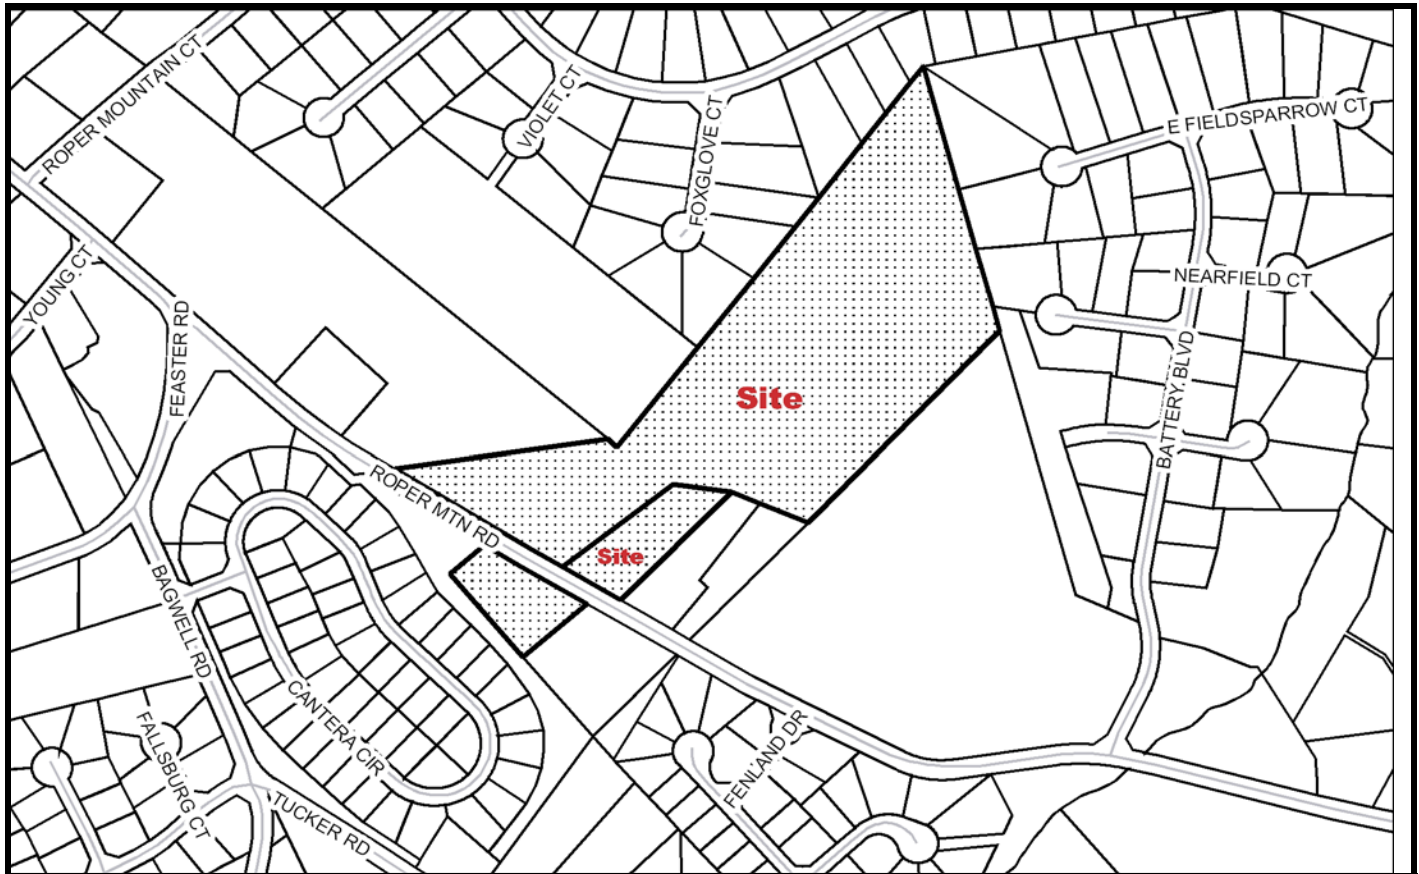 ROPER MOUNTAIN CT
VIOLET CT
FOXGLOVE CT
E FIELDSPARROW CT
YOUNG CT
FEASTER RD
NEARFIELD CT
BATTERY BLVD
Site
ROPER MTN RD
Site
BAGWELL RD
CANTERA CIR
FALLSBURG CT
TUCKER RD
FENLAND DR